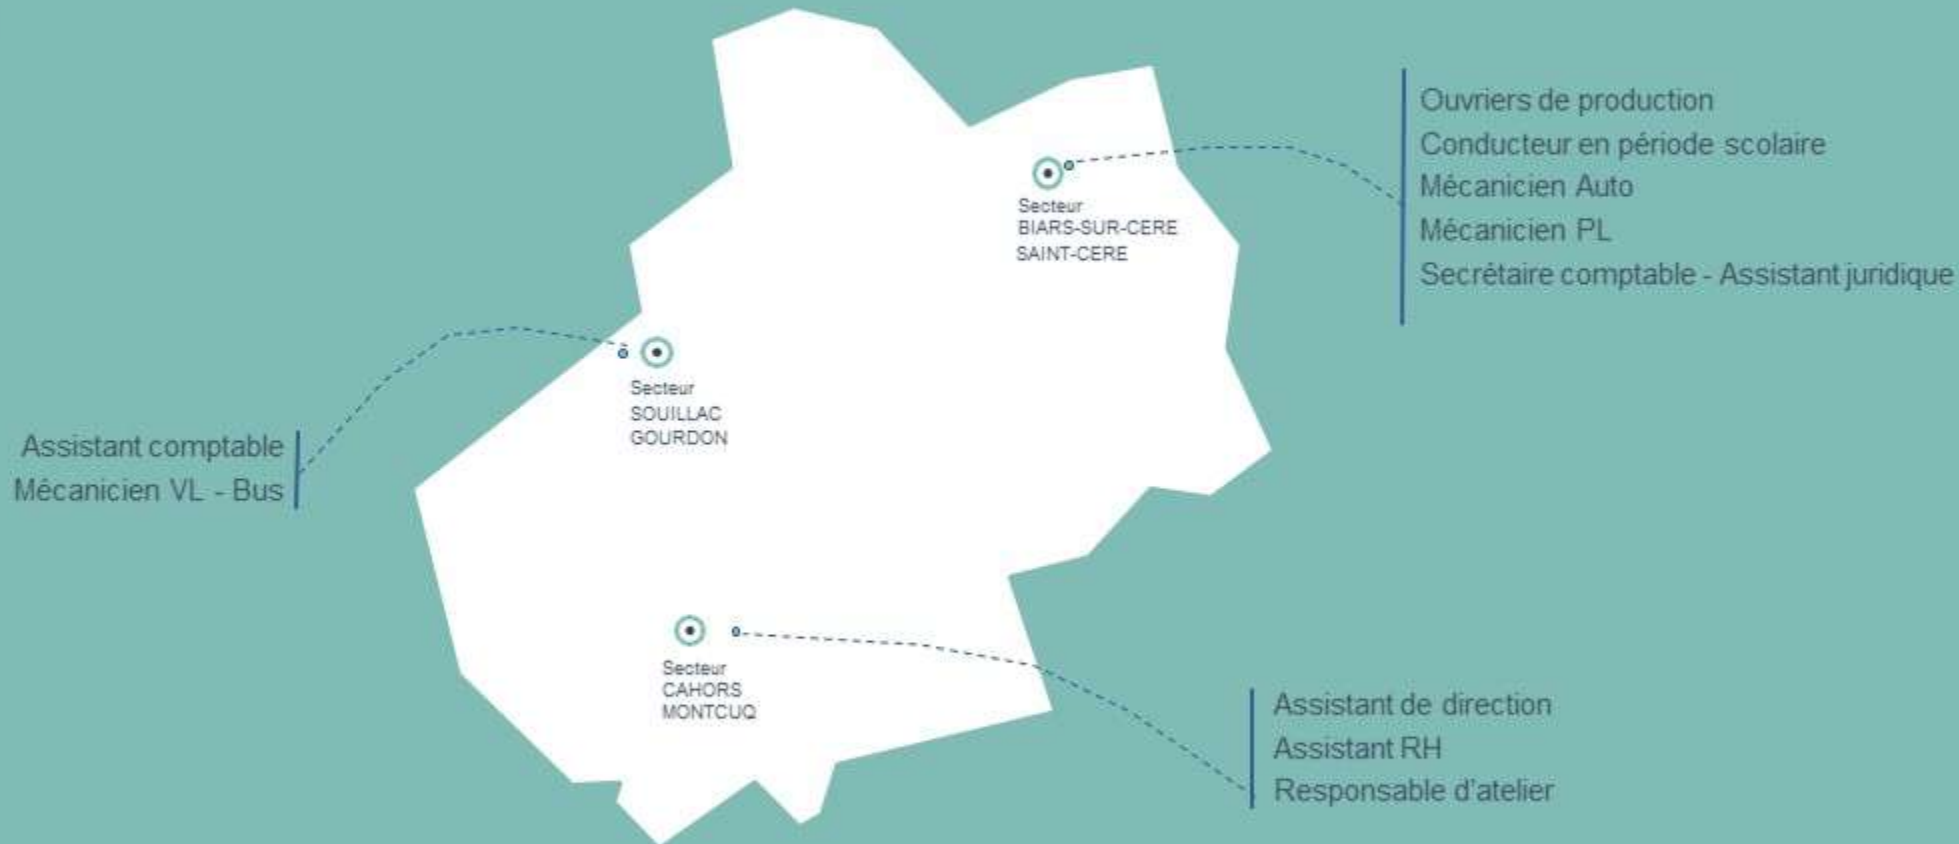 Ouvriers de production
Conducteur en période scolaire
Mécanicien Auto
Mécanicien PL
Secrétaire comptable - Assistant juridique
Secteur
BIARS-SUR-CERE
SAINT-CERE
Secteur
SOUILLAC
GOURDON
Assistant comptable
Mécanicien VL - Bus
Secteur
CAHORS
MONTCUQ
Assistant de direction
Assistant RH
Responsable d'atelier